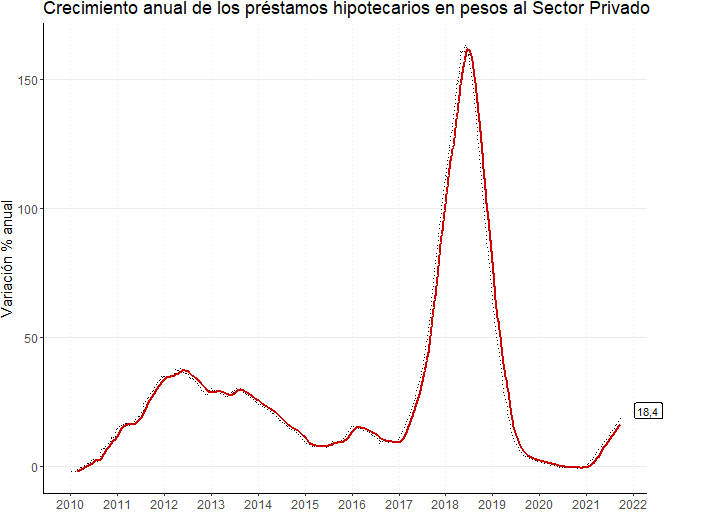 Crecimiento anual de los préstamos hipotecarios en pesos al Sector Privado
Variación % anual
150
100
50
0
18,4
2010 2011 2012 2013 2014 2015 2016 2017 2018 2019 2020 2021 2022